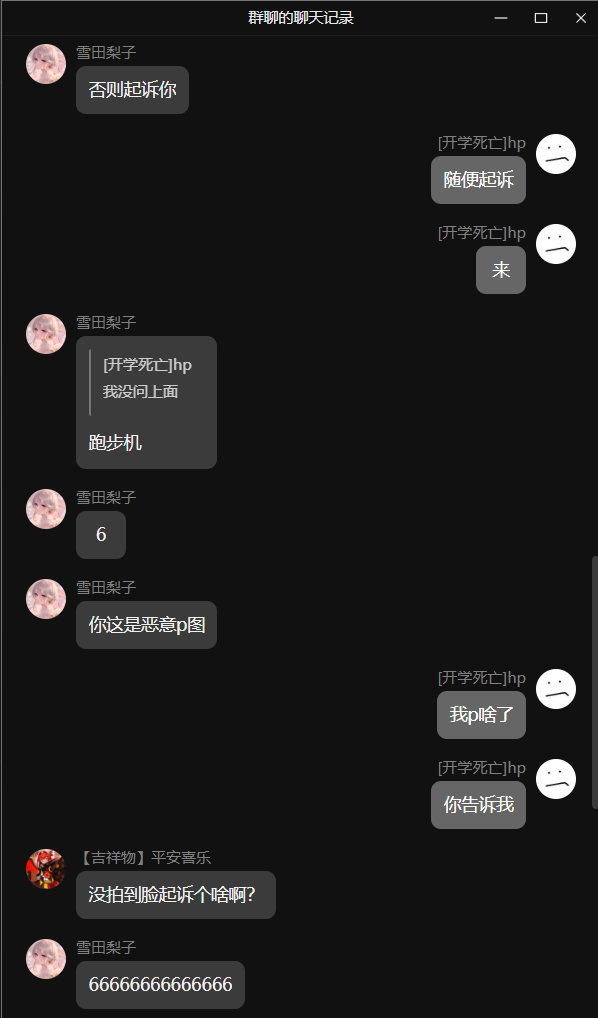 群聊的聊天记录
雪田梨子
否则起诉你
[开学死亡]hp
随便起诉
[开学死亡]hp
来
雪田梨子
[开学死亡]hp
我没问上面
跑步机
雪田梨子
6
雪田梨子
你这是恶意p图
[开学死亡]hp
我p啥了
[开学死亡]hp
你告诉我
【吉祥物】平安喜乐
没拍到脸起诉个啥啊?
雪田梨子
66666666666666